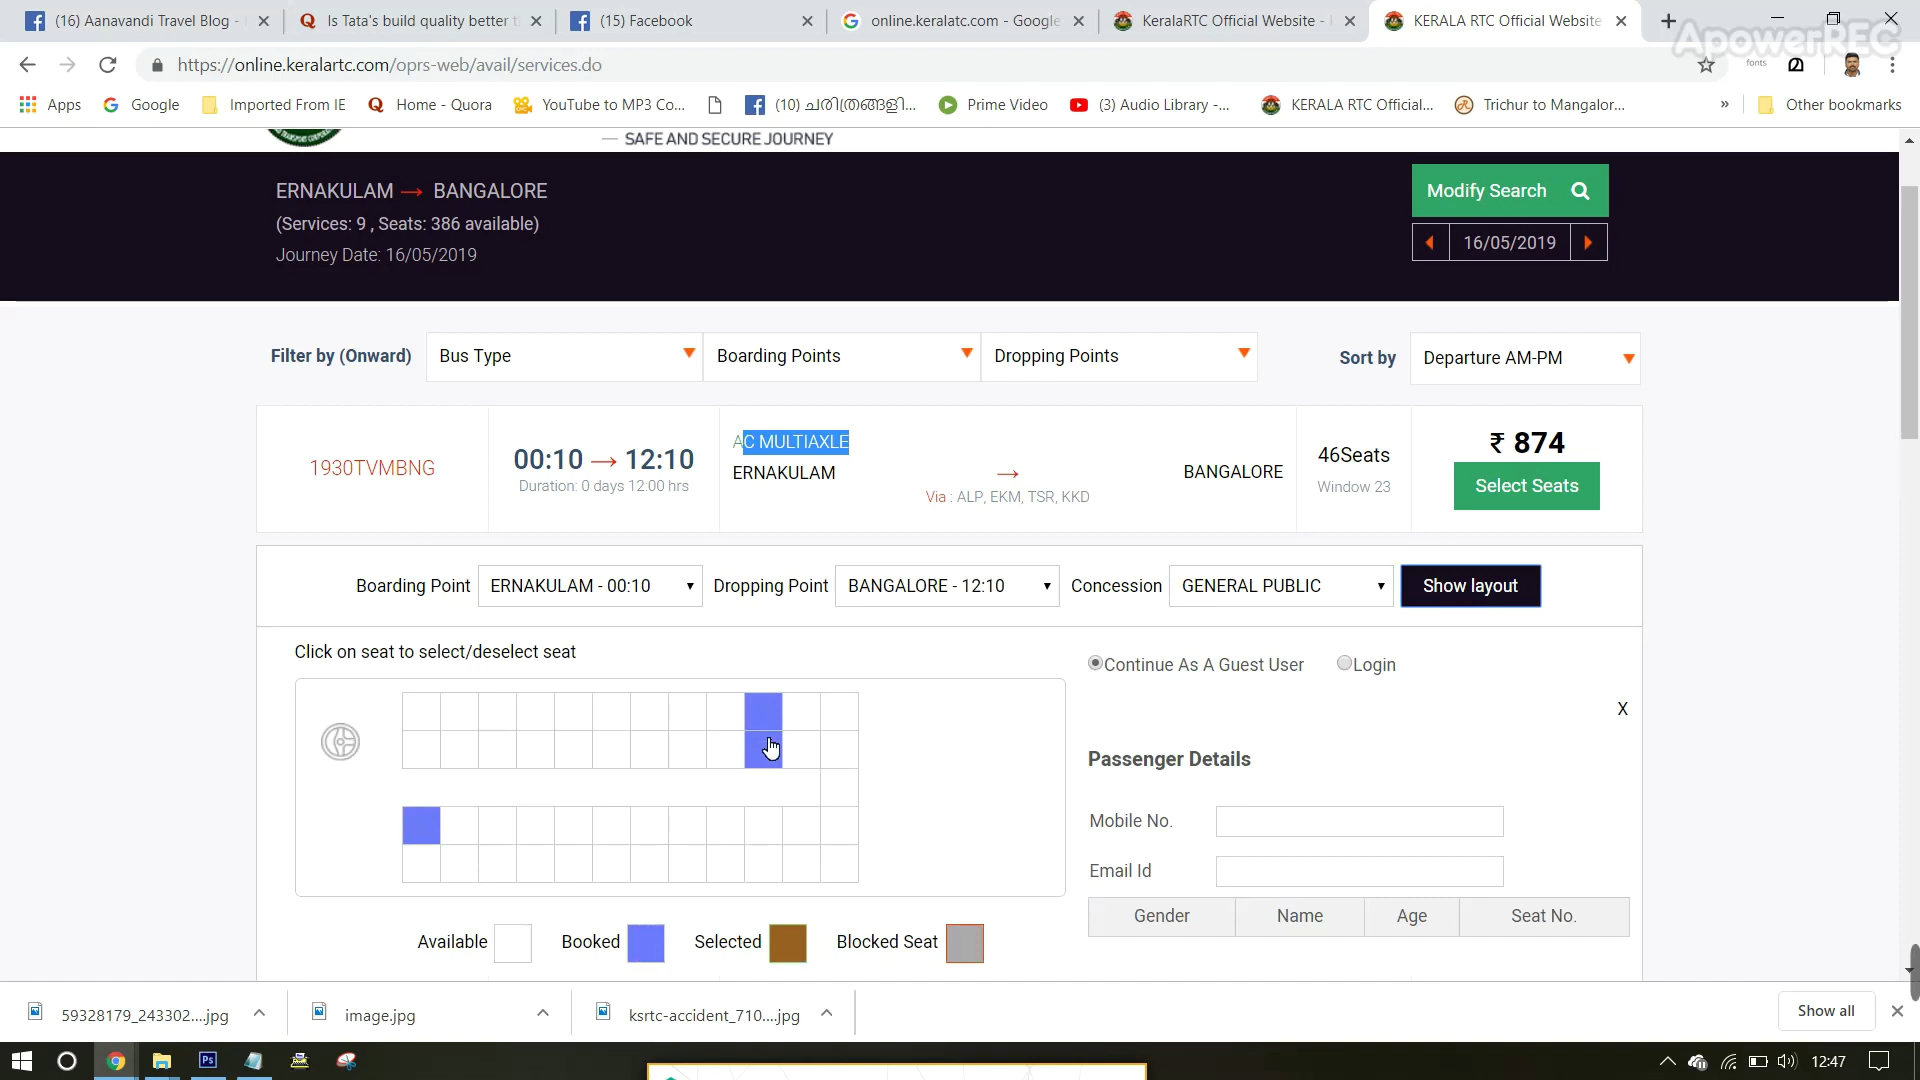 (16) Aanavandi Travel Blog -
Is Tata's build quality better t
(15) Facebook
online.keralatc.com - Google
KeralaRTC Official Website -
KERALA RTC Official Website
ApowerREC
https://online.keralartc.com/oprs-web/avail/services.do
fonts
Apps
Google
Imported From IE
Home - Quora
YouTube to MP3 Co...
(10) ചരിത്രങ്ങളി...
Prime Video
(3) Audio Library -...
KERALA RTC Official...
Trichur to Mangalor...
»
Other bookmarks
— SAFE AND SECURE JOURNEY
ERNAKULAM → BANGALORE
(Services: 9 , Seats: 386 available)
Journey Date: 16/05/2019
Modify Search
16/05/2019
Filter by (Onward)
Bus Type
Boarding Points
Dropping Points
Sort by
Departure AM-PM
1930TVMBNG
00:10 → 12:10
Duration: 0 days 12:00 hrs
AC MULTIAXLE
ERNAKULAM → BANGALORE
Via : ALP, EKM, TSR, KKD
46Seats
Window 23
₹ 874
Select Seats
Boarding Point
ERNAKULAM - 00:10
Dropping Point
BANGALORE - 12:10
Concession
GENERAL PUBLIC
Show layout
Click on seat to select/deselect seat
Continue As A Guest User
Login
X
Passenger Details
Mobile No.
Email Id
Gender
Name
Age
Seat No.
Available
Booked
Selected
Blocked Seat
59328179_243302....jpg
image.jpg
ksrtc-accident_710....jpg
Show all
Ps
12:47